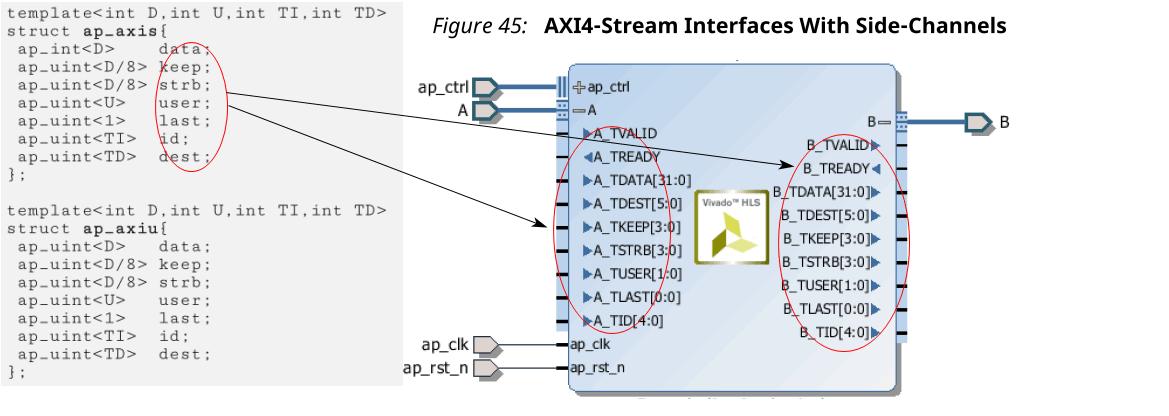 template<int D,int U,int TI,int TD>
struct ap_axis{
ap_int<D> data;
ap_uint<D/8> keep;
ap_uint<D/8> strb;
ap_uint<U> user;
ap_uint<1> last;
ap_uint<TI> id;
ap_uint<TD> dest;
};
template<int D,int U,int TI,int TD>
struct ap_axiu{
ap_uint<D> data;
ap_uint<D/8> keep;
ap_uint<D/8> strb;
ap_uint<U> user;
ap_uint<1> last;
ap_uint<TI> id;
ap_uint<TD> dest;
};
Figure 45: AXI4-Stream Interfaces With Side-Channels
ap_ctrl
A
ap_clk
ap_rst_n
ap_ctrl
A
A_TVALID
A_TREADY
A_TDATA[31:0]
A_TDEST[5:0]
A_TKEEP[3:0]
A_TSTRB[3:0]
A_TUSER[1:0]
A_TLAST[0:0]
A_TID[4:0]
ap_clk
ap_rst_n
Vivado™ HLS
B
B_TVALID
B_TREADY
B_TDATA[31:0]
B_TDEST[5:0]
B_TKEEP[3:0]
B_TSTRB[3:0]
B_TUSER[1:0]
B_TLAST[0:0]
B_TID[4:0]
B